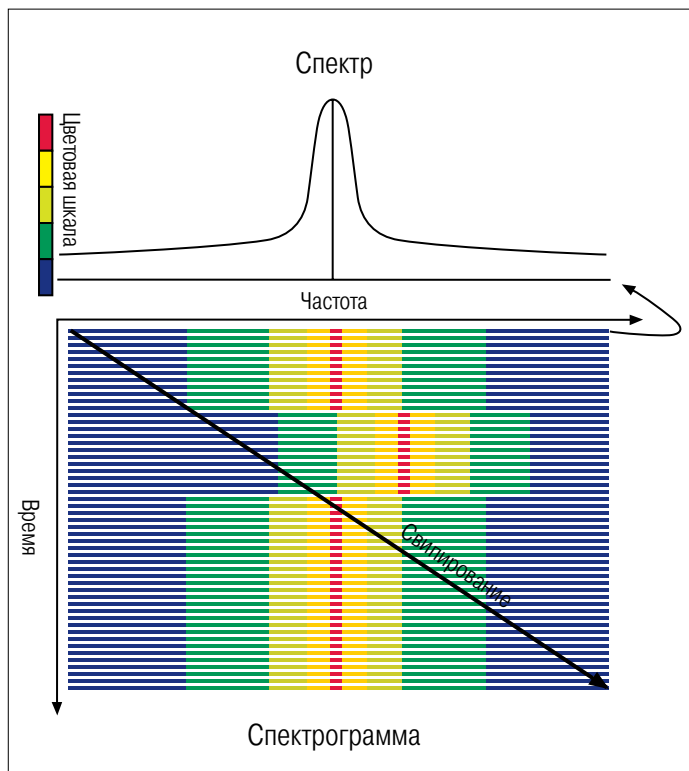 Спектр
Цветовая шкала
Частота
Время
Свипирование
Спектрограмма